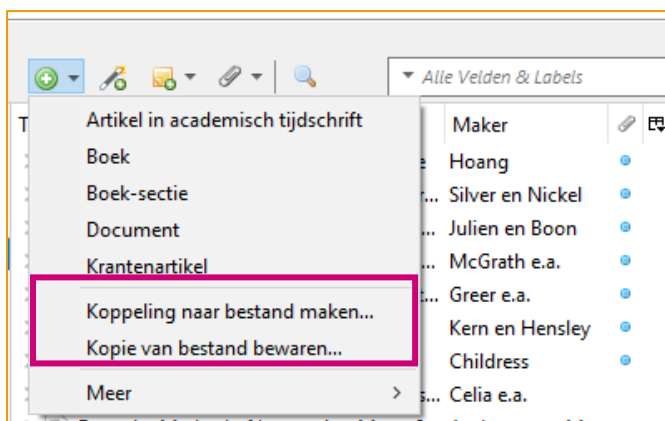 Alle Velden & Labels
Artikel in academisch tijdschrift
Boek
Boek-sectie
Document
Krantenartikel
Koppeling naar bestand maken...
Kopie van bestand bewaren...
Meer
Maker
Hoang
Silver en Nickel
Julien en Boon
McGrath e.a.
Greer e.a.
Kern en Hensley
Childress
Celia e.a.